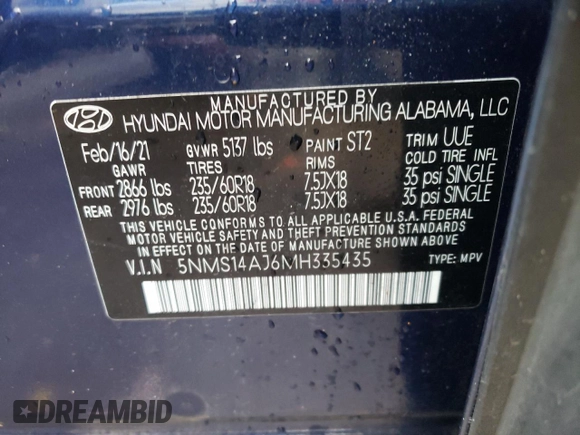 MANUFACTURED BY
HYUNDAI MOTOR MANUFACTURING ALABAMA, LLC
Feb/16/21 GVWR 5137 lbs PAINT ST2 TRIM UUE
GAWR TIRES RIMS COLD TIRE INFL
FRONT 2866 lbs 235/60R18 7.5JX18 35 psi SINGLE
REAR 2976 lbs 235/60R18 7.5JX18 35 psi SINGLE
THIS VEHICLE CONFORMS TO ALL APPLICABLE U.S.A. FEDERAL
MOTOR VEHICLE SAFETY AND THEFT PREVENTION STANDARDS
IN EFFECT ON THE DATE OF MANUFACTURE SHOWN ABOVE.
V.I.N 5NMS14AJ6MH335435 TYPE: MPV
DREAMBID